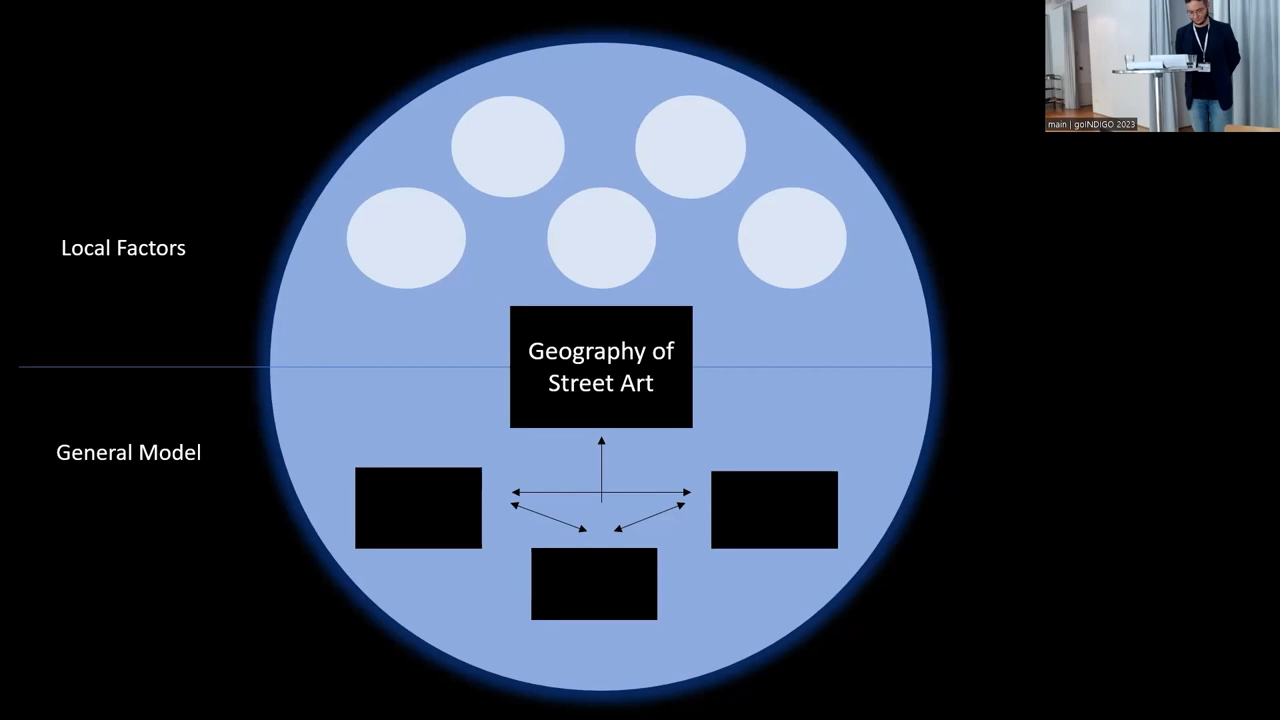 main | goINDIGO 2023
Local Factors
Geography of
Street Art
General Model